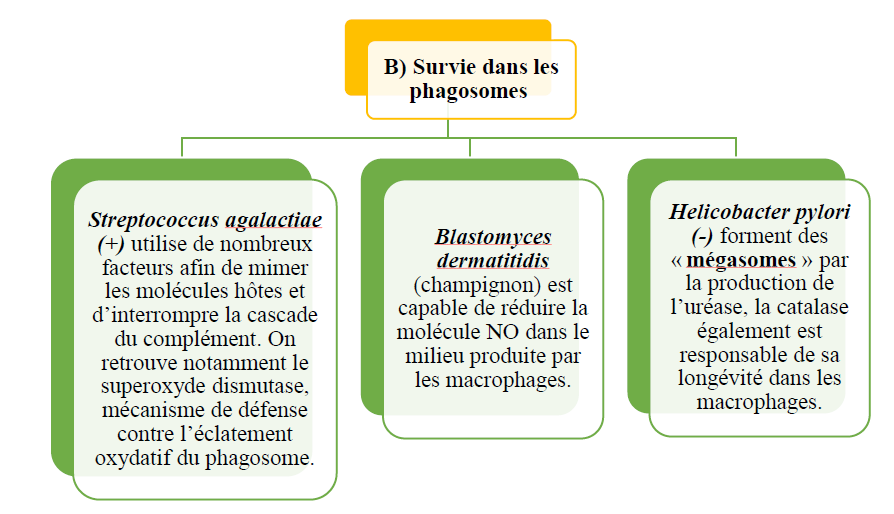 B) Survie dans les
phagosomes
Streptococcus agalactiae
(+) utilise de nombreux
facteurs afin de mimer
les molécules hôtes et
d’interrompre la cascade
du complément. On
retrouve notamment le
superoxyde dismutase,
mécanisme de défense
contre l’éclatement
oxydatif du phagosome.
Blastomyces
dermatitidis
(champignon) est
capable de réduire la
molécule NO dans le
milieu produite par
les macrophages.
Helicobacter pylori
(-) forment des
« mégasomes » par
la production de
l’uréase, la catalase
également est
responsable de sa
longévité dans les
macrophages.